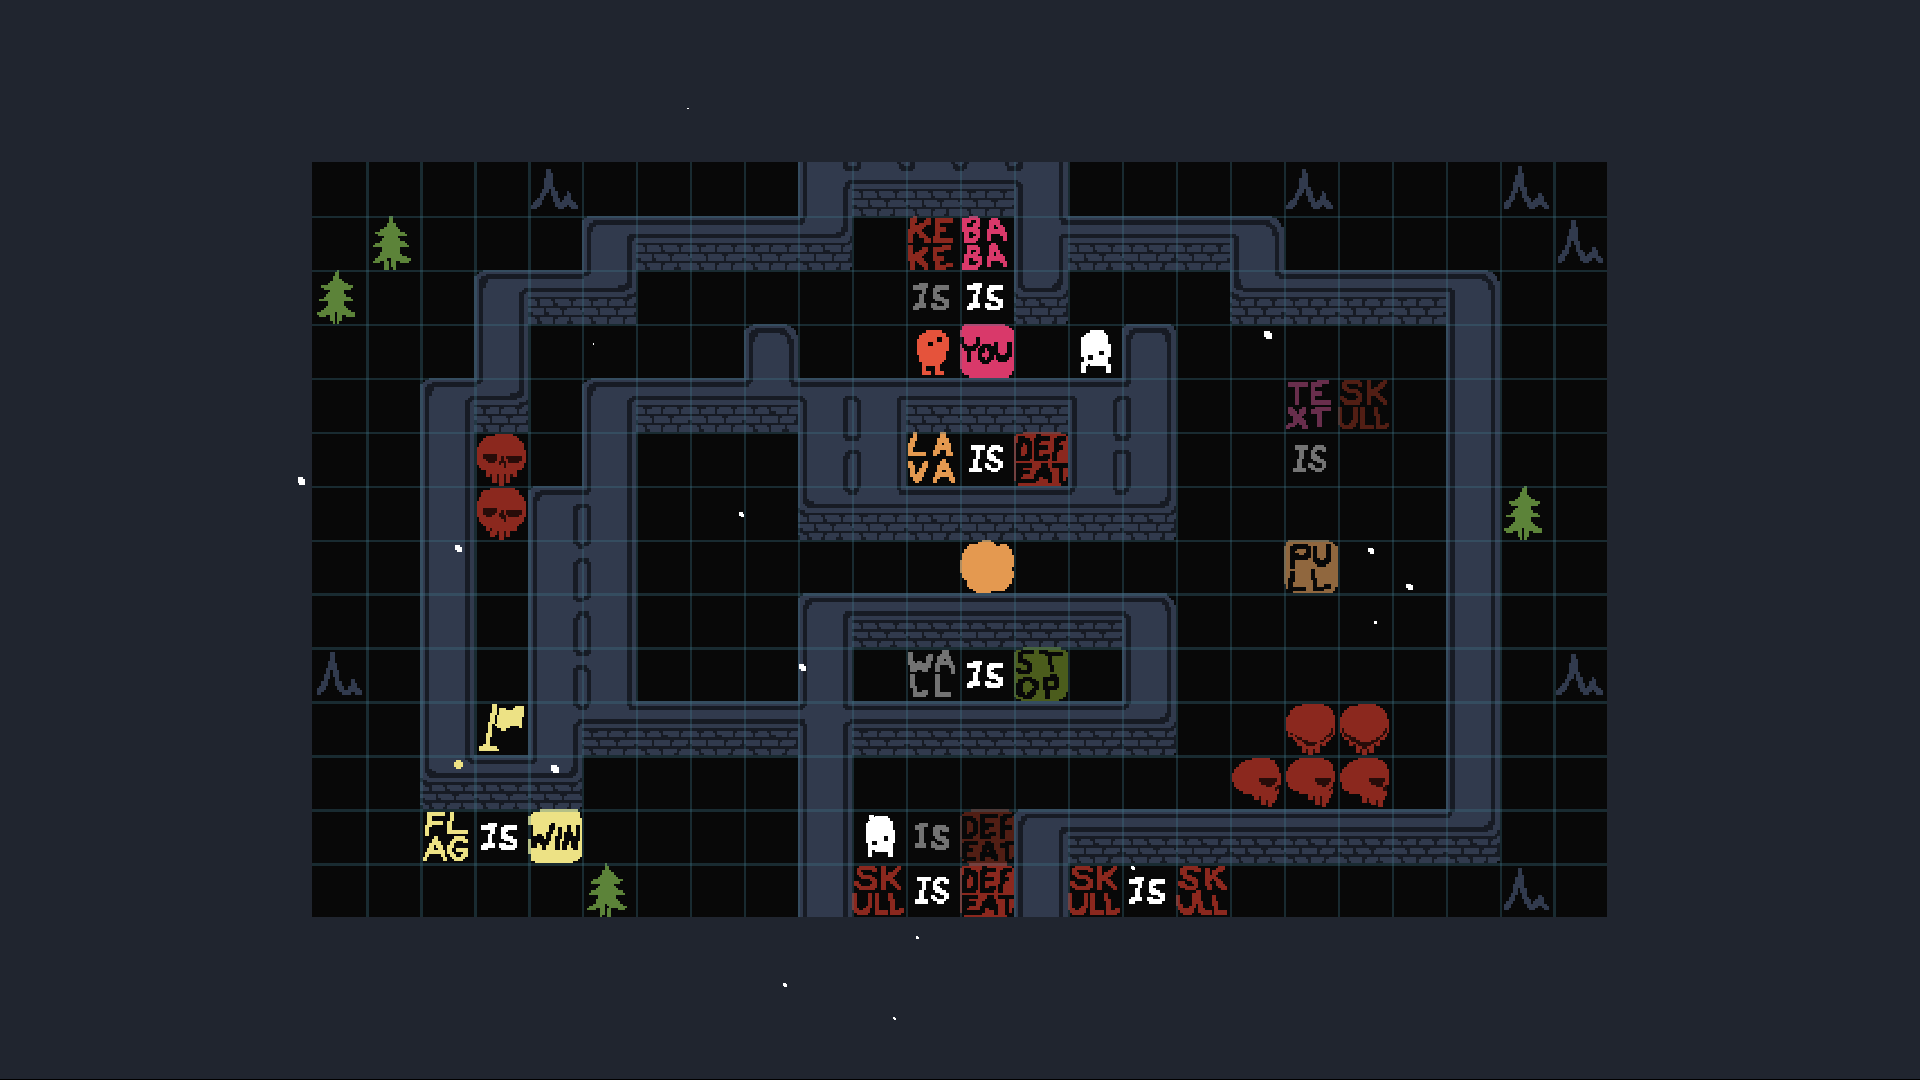 KEKE BABA
IS IS
YOU
TEXT SKULL
LAVA IS DEFEAT IS
PULL
WALL IS STOP
FLAG IS WIN IS DEFEAT
SKULL IS DEFEAT SKULL IS SKULL